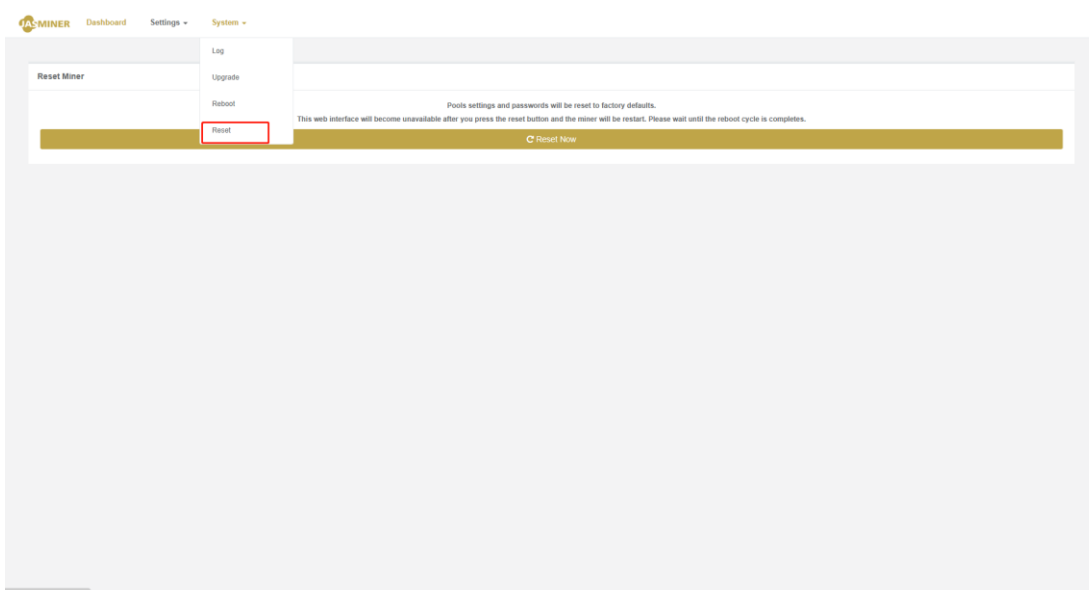 JASMINER Dashboard Settings System
Log
Reset Miner
Upgrade
Reboot
Pools settings and passwords will be reset to factory defaults.
This web interface will become unavailable after you press the reset button and the miner will be restart. Please wait until the reboot cycle is completes.
Reset
Reset Now